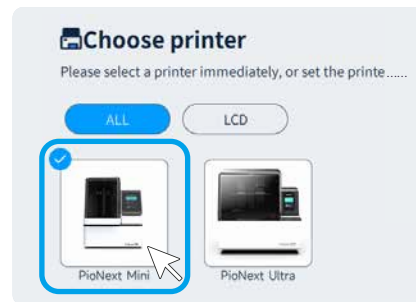 Choose printer
Please select a printer immediately, or set the printe......
ALL
LCD
PioNext Mini
PioNext Ultra